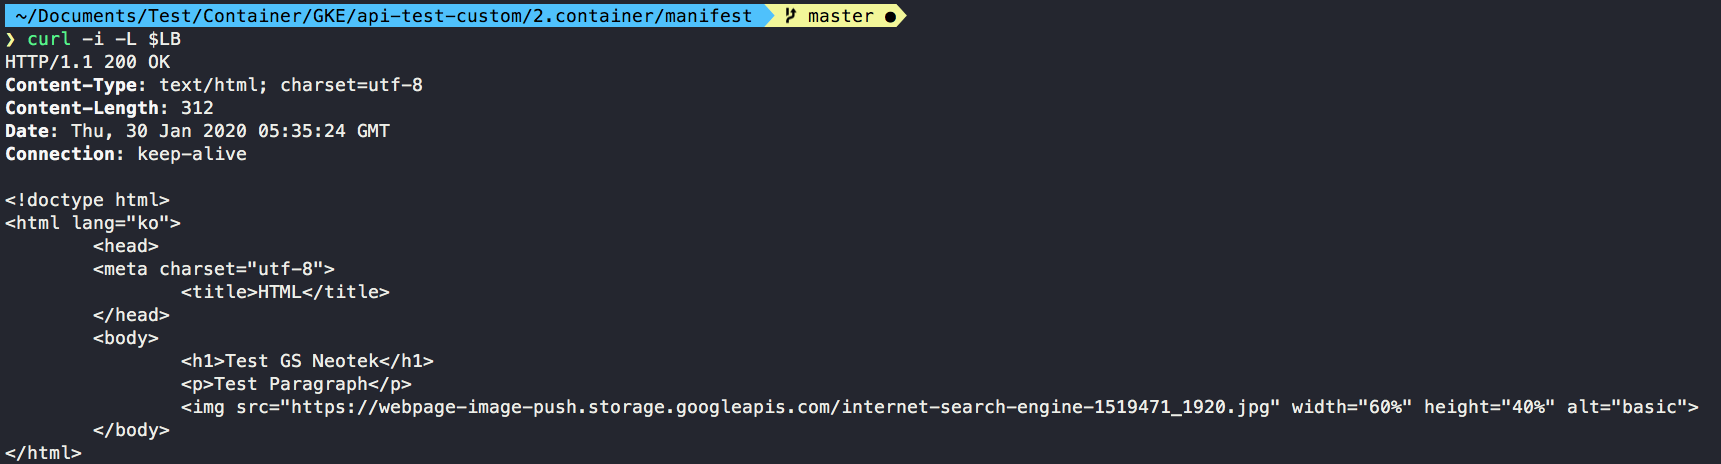 ~/Documents/Test/Container/GKE/api-test-custom/2.container/manifest master ●
❯ curl -i -L $LB
HTTP/1.1 200 OK
Content-Type: text/html; charset=utf-8
Content-Length: 312
Date: Thu, 30 Jan 2020 05:35:24 GMT
Connection: keep-alive

<!doctype html>
<html lang="ko">
        <head>
        <meta charset="utf-8">
                <title>HTML</title>
        </head>
        <body>
                <h1>Test GS Neotek</h1>
                <p>Test Paragraph</p>
                <img src="https://webpage-image-push.storage.googleapis.com/internet-search-engine-1519471_1920.jpg" width="60%" height="40%" alt="basic">
        </body>
</html>